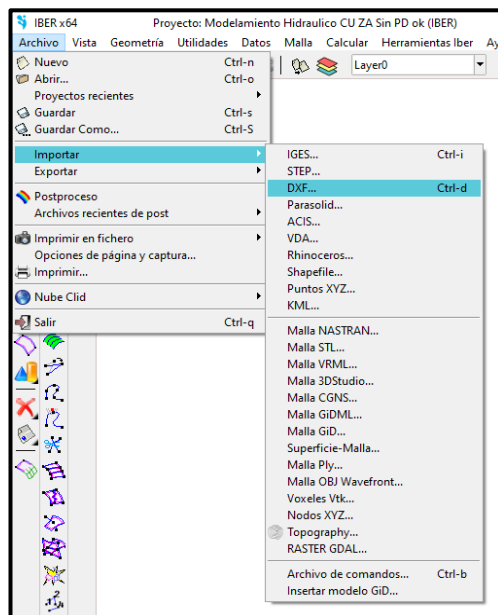 IBER x64 Proyecto: Modelamiento Hidraulico CU ZA Sin PD ok (IBER)
Archivo Vista Geometría Utilidades Datos Malla Calcular Herramientas Iber Ay
Layer0
Nuevo Ctrl-n
Abrir... Ctrl-o
Proyectos recientes
Guardar Ctrl-s
Guardar Como... Ctrl-S
Importar
Exportar
Postproceso
Archivos recientes de post
Imprimir en fichero
Opciones de página y captura...
Imprimir...
Nube Clid
Salir Ctrl-q
IGES... Ctrl-i
STEP...
DXF... Ctrl-d
Parasolid...
ACIS...
VDA...
Rhinoceros...
Shapefile...
Puntos XYZ...
KML...
Malla NASTRAN...
Malla STL...
Malla VRML...
Malla 3DStudio...
Malla CGNS...
Malla GiDML...
Malla GiD...
Superficie-Malla...
Malla Ply...
Malla OBJ Wavefront...
Voxeles Vtk...
Nodos XYZ...
Topography...
RASTER GDAL...
Archivo de comandos... Ctrl-b
Insertar modelo GiD...